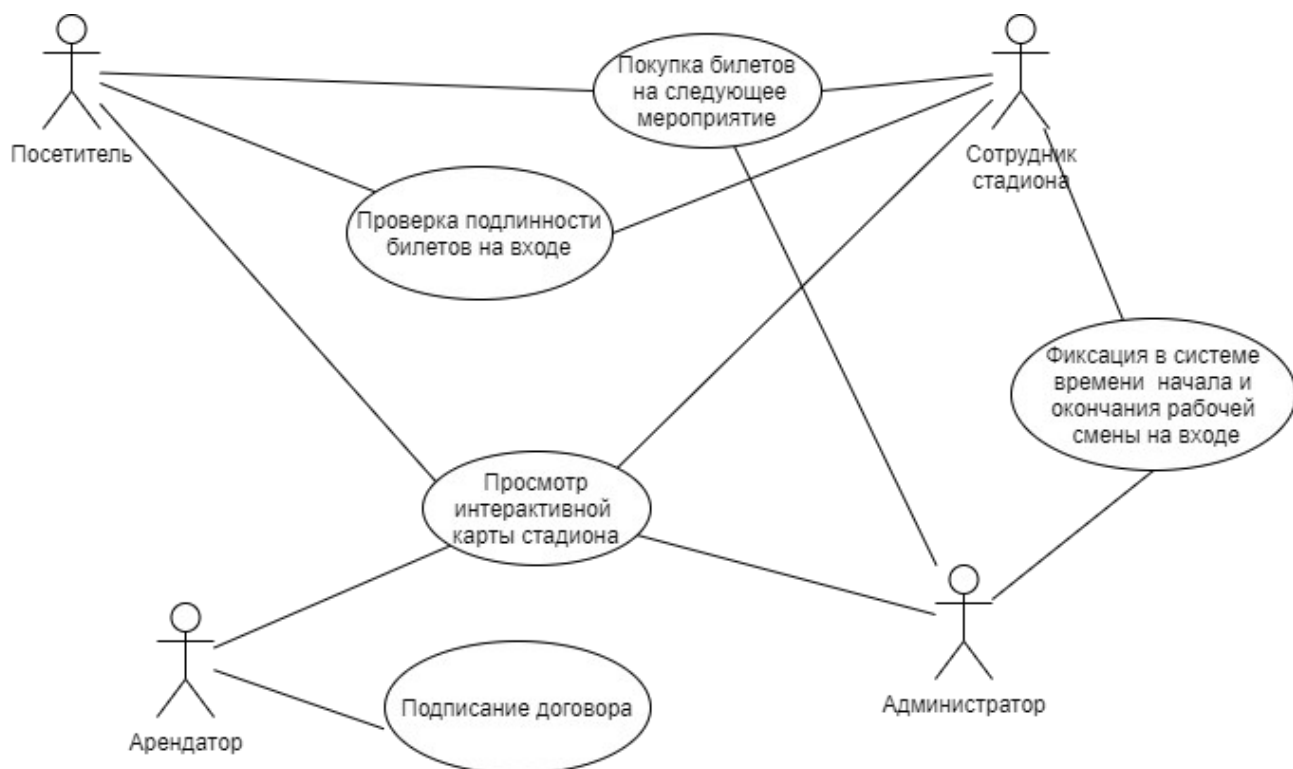 Покупка билетов
на следующее
мероприятие
Посетитель
Сотрудник
стадиона
Проверка подлинности
билетов на входе
Фиксация в системе
времени начала и
окончания рабочей
смены на входе
Просмотр
интерактивной
карты стадиона
Подписание договора
Администратор
Арендатор